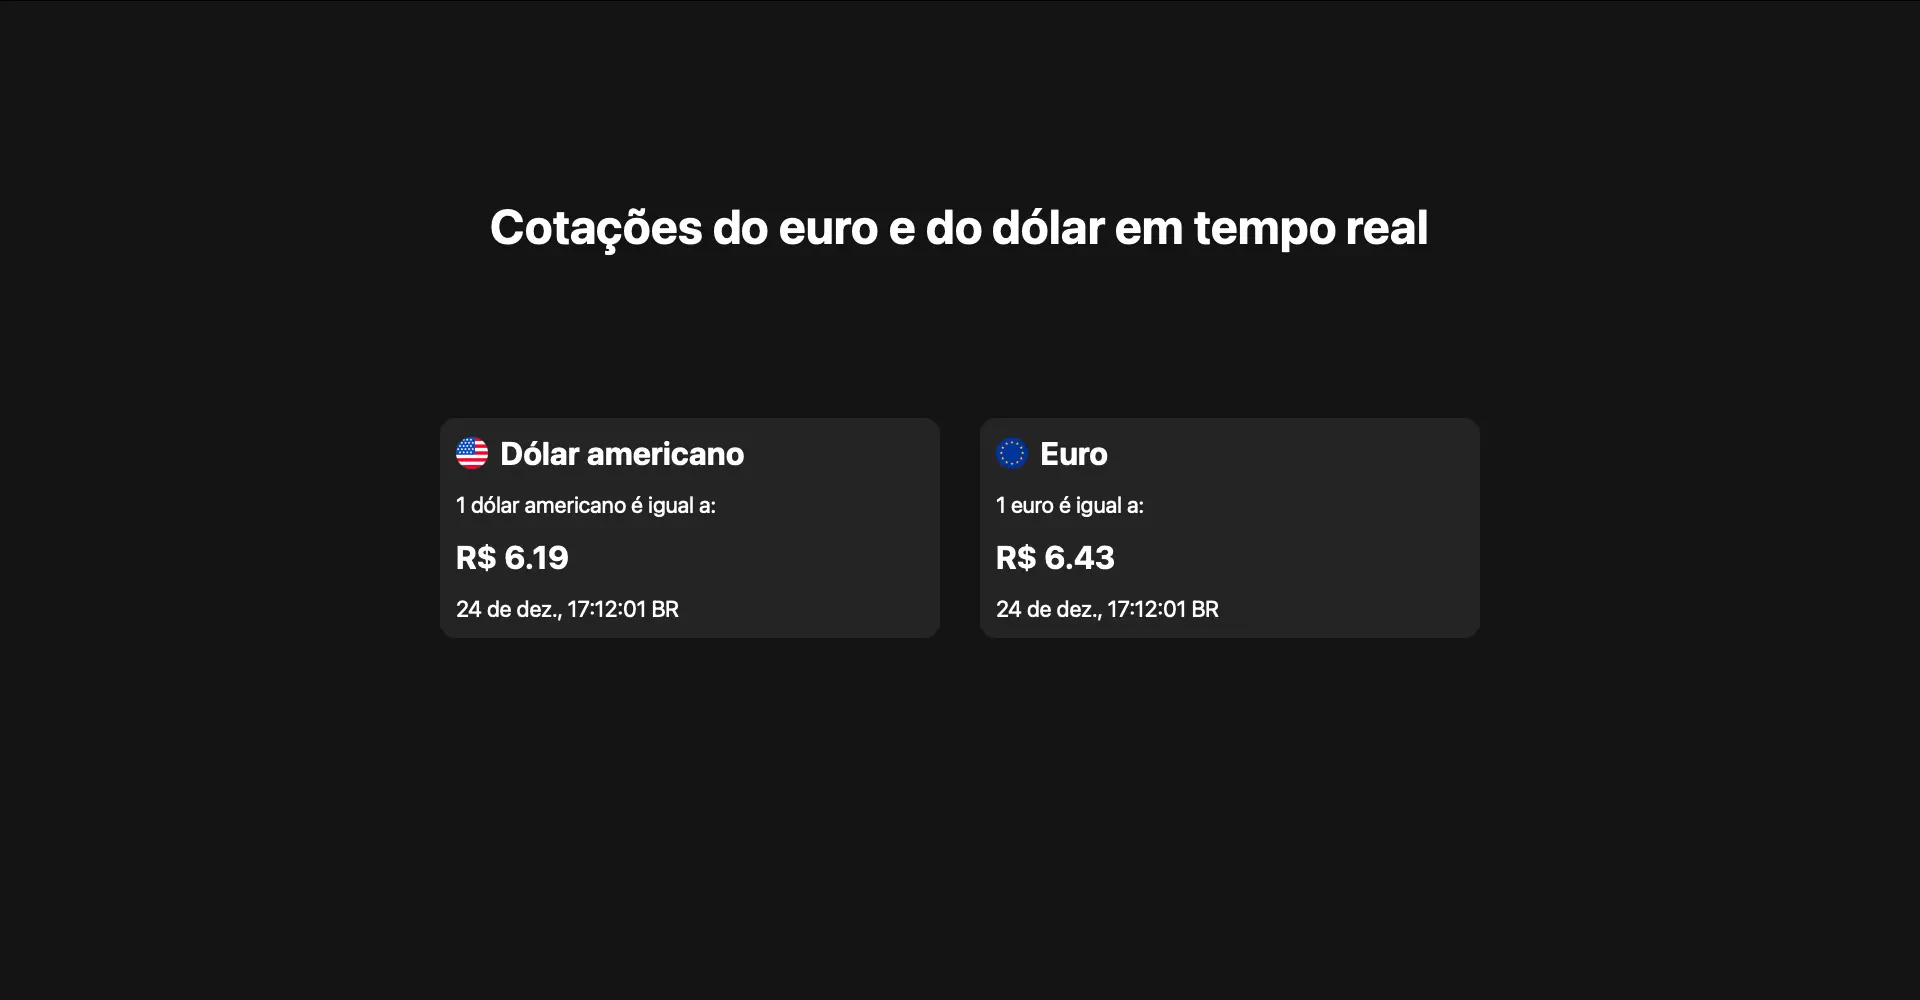 Cotações do euro e do dólar em tempo real
Dólar americano
1 dólar americano é igual a:
R$ 6.19
24 de dez., 17:12:01 BR
Euro
1 euro é igual a:
R$ 6.43
24 de dez., 17:12:01 BR